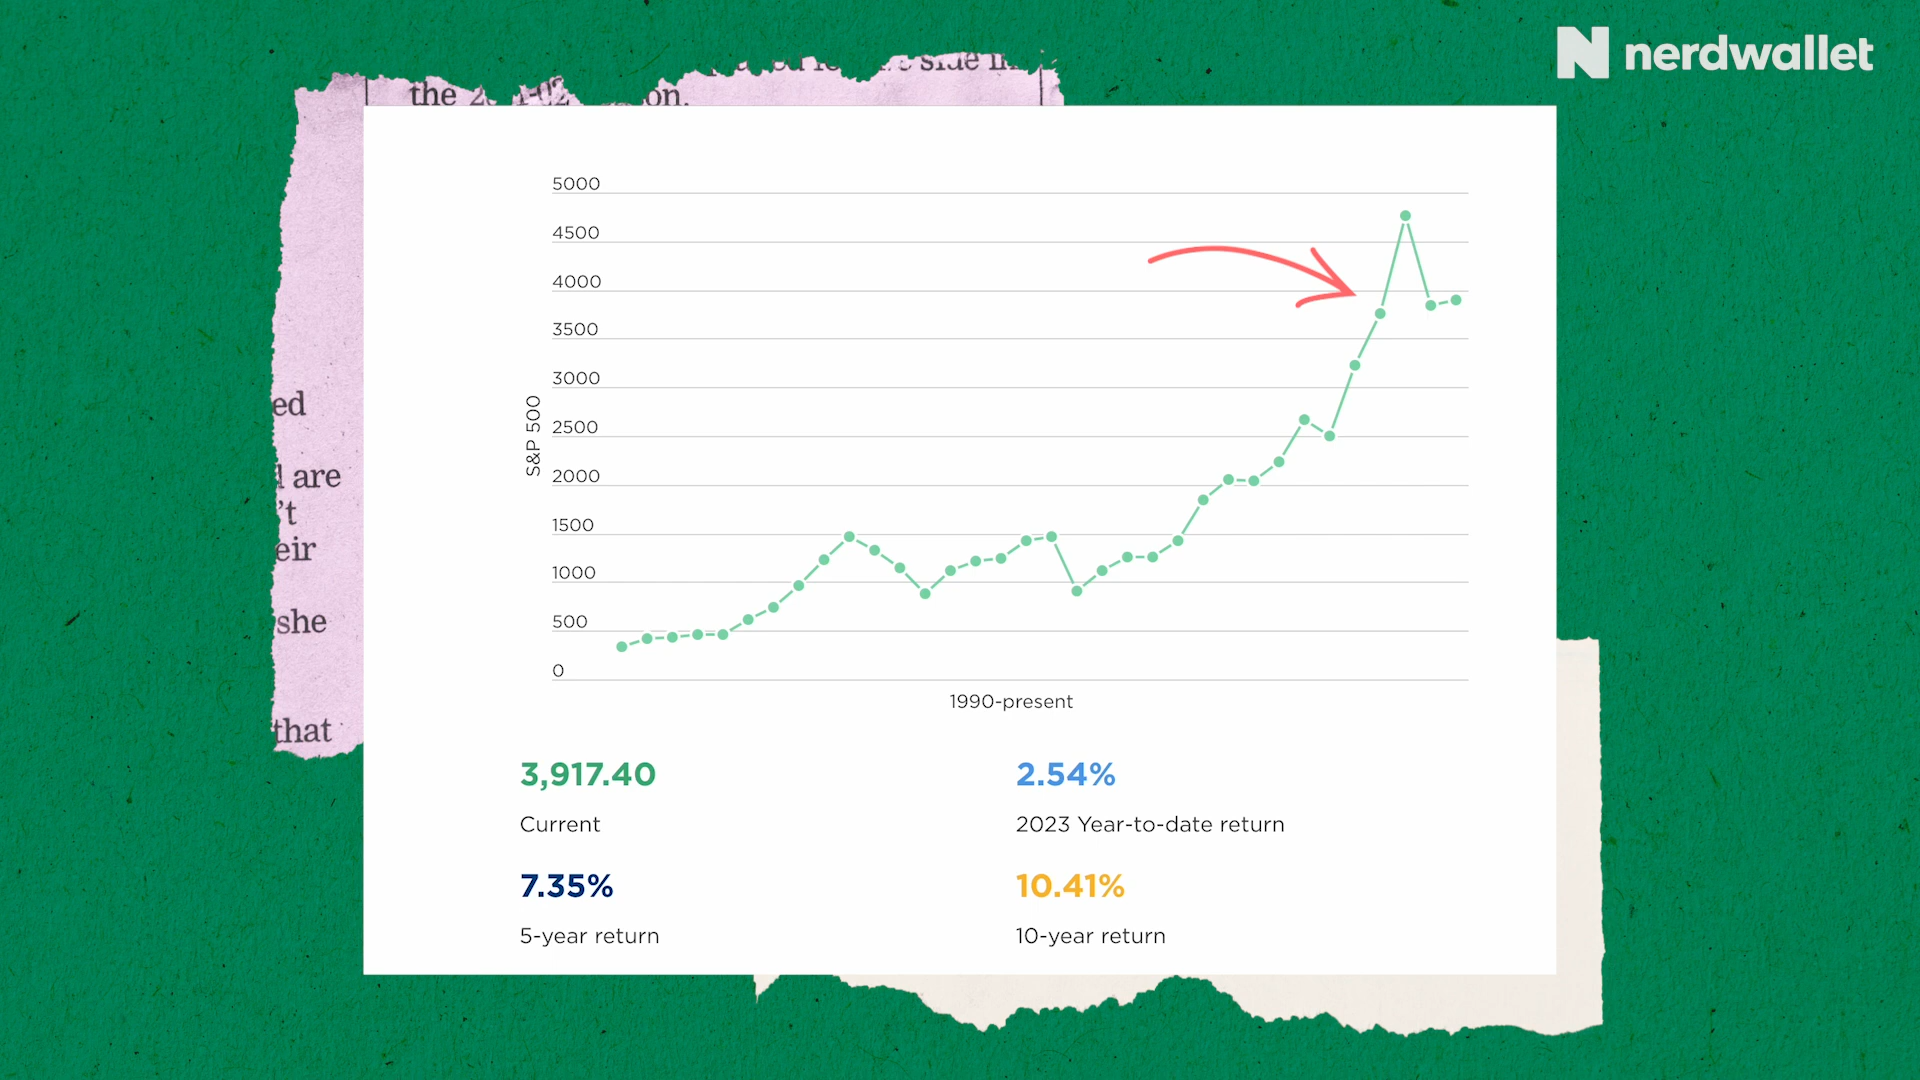 nerdwallet
side in
the
on.
ed
are
't
eir
she
that
5000
4500
4000
3500
3000
2500
2000
1500
1000
500
0
S&P 500
1990-present
3,917.40
Current
2.54%
2023 Year-to-date return
7.35%
5-year return
10.41%
10-year return